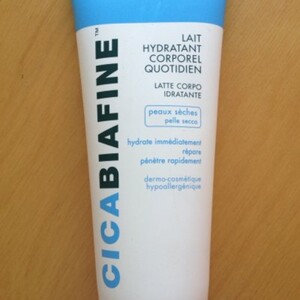 CICABIAFINE™
LAIT
HYDRATANT
CORPOREL
QUOTIDIEN
LATTE CORPO
IDRATANTE
peaux sèches
pelle secca
hydrate immédiatement
répare
pénètre rapidement
dermo-cosmétique
hypoallergénique